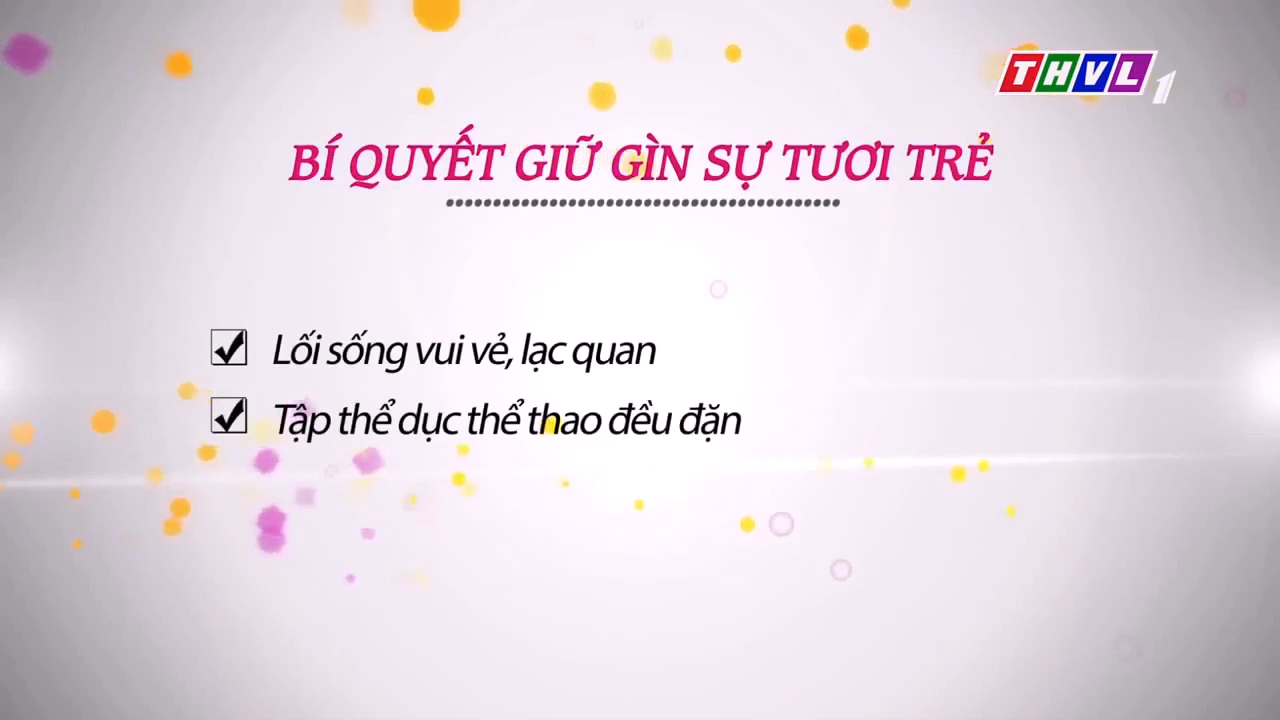 THVL1
BÍ QUYẾT GIỮ GÌN SỰ TƯƠI TRẺ
Lối sống vui vẻ, lạc quan
Tập thể dục thể thao đều đặn